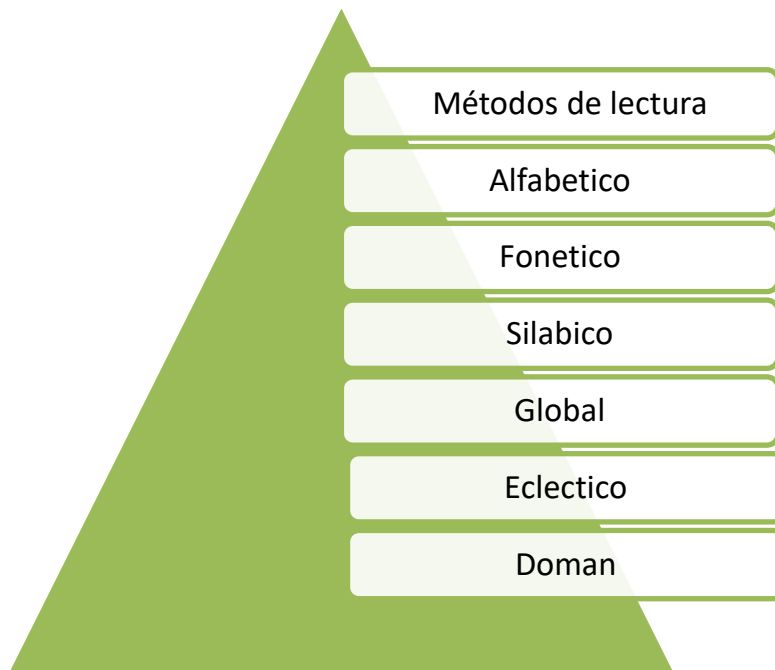 Métodos de lectura
Alfabetico
Fonetico
Silabico
Global
Eclectico
Doman